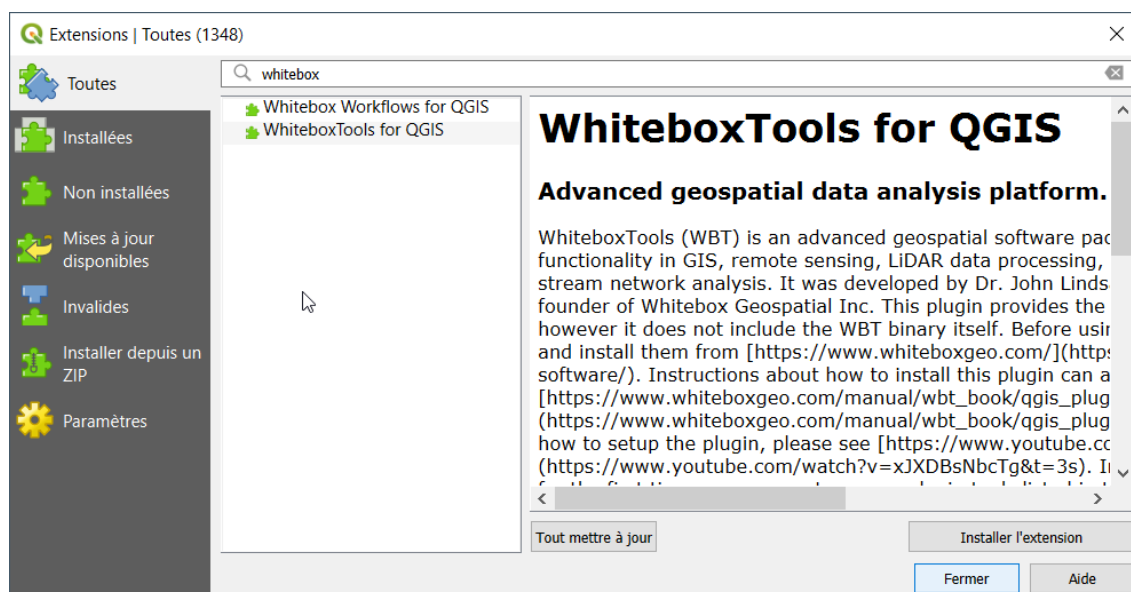 Extensions | Toutes (1348)
Toutes
Installées
Non installées
Mises à jour
disponibles
Invalides
Installer depuis un
ZIP
Paramètres
whitebox
Whitebox Workflows for QGIS
WhiteboxTools for QGIS
WhiteboxTools for QGIS
Advanced geospatial data analysis platform.
WhiteboxTools (WBT) is an advanced geospatial software pac
functionality in GIS, remote sensing, LiDAR data processing,
stream network analysis. It was developed by Dr. John Linds
founder of Whitebox Geospatial Inc. This plugin provides the
however it does not include the WBT binary itself. Before usin
and install them from [https://www.whiteboxgeo.com/](https
software/). Instructions about how to install this plugin can a
[https://www.whiteboxgeo.com/manual/wbt_book/qgis_plug
(https://www.whiteboxgeo.com/manual/wbt_book/qgis_plug
how to setup the plugin, please see [https://www.youtube.co
(https://www.youtube.com/watch?v=xJXDBsNbcTg&t=3s). I
Tout mettre à jour
Installer l'extension
Fermer
Aide